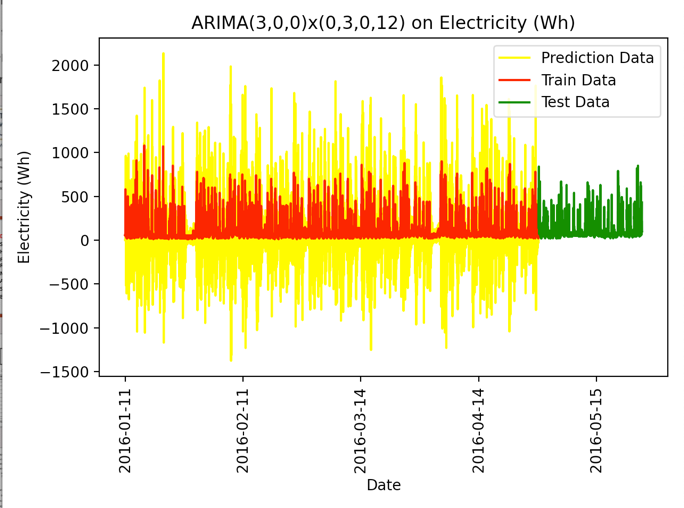 ARIMA(3,0,0)x(0,3,0,12) on Electricity (Wh)
Prediction Data
Train Data
Test Data
2000
1500
1000
500
0
−500
−1000
−1500
Electricity (Wh)
2016-01-11
2016-02-11
2016-03-14
2016-04-14
2016-05-15
Date